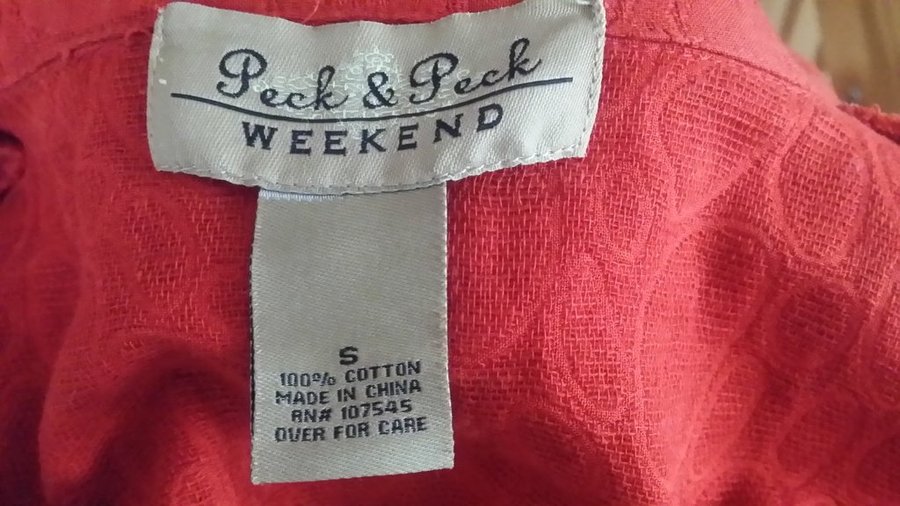 Peck & Peck
WEEKEND
S
100% COTTON
MADE IN CHINA
RN# 107545
OVER FOR CARE